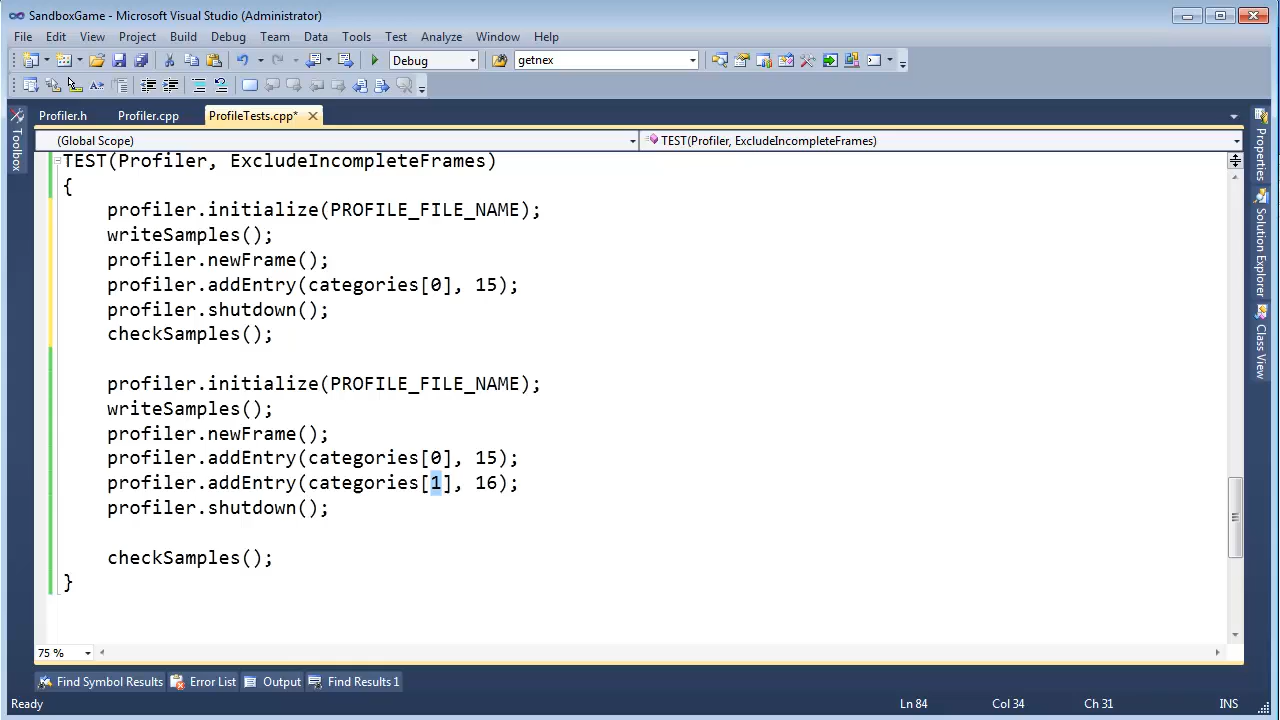 SandboxGame - Microsoft Visual Studio (Administrator)
File Edit View Project Build Debug Team Data Tools Test Analyze Window Help
Debug getnex
Profiler.h Profiler.cpp ProfileTests.cpp*
(Global Scope) TEST(Profiler, ExcludeIncompleteFrames)
TEST(Profiler, ExcludeIncompleteFrames)
{
profiler.initialize(PROFILE_FILE_NAME);
writeSamples();
profiler.newFrame();
profiler.addEntry(categories[0], 15);
profiler.shutdown();
checkSamples();
profiler.initialize(PROFILE_FILE_NAME);
writeSamples();
profiler.newFrame();
profiler.addEntry(categories[0], 15);
profiler.addEntry(categories[1], 16);
profiler.shutdown();
checkSamples();
}
Toolbox
Properties
Solution Explorer
Class View
75 %
Find Symbol Results Error List Output Find Results 1
Ready Ln 84 Col 34 Ch 31 INS